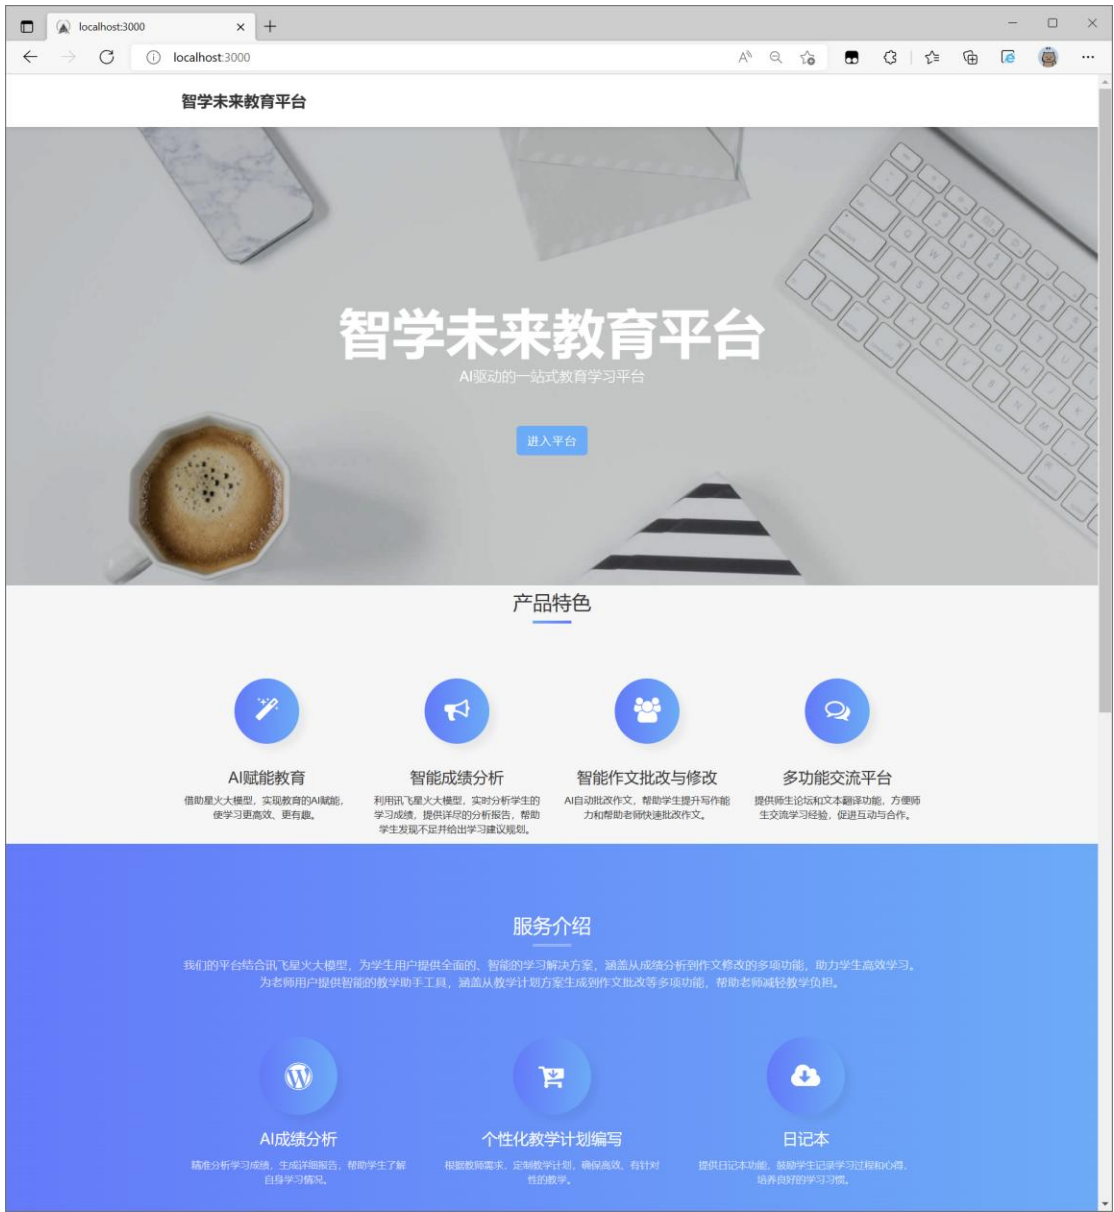 localhost:3000
localhost:3000
智学未来教育平台
智学未来教育平台
AI驱动的一站式教育学习平台
进入平台
产品特色
AI赋能教育
借助星火大模型，实现教育的AI赋能，
使学习更高效、更有趣。
智能成绩分析
利用讯飞星火大模型，实时分析学生的
学习成绩，提供详尽的分析报告，帮助
学生发现不足并给出学习建议规划。
智能作文批改与修改
AI自动批改作文，帮助学生提升写作能
力和帮助老师快速批改作文。
多功能交流平台
提供师生论坛和文本翻译功能，方便师
生交流学习经验，促进互动与合作。
服务介绍
我们的平台结合讯飞星火大模型，为学生用户提供全面的、智能的学习解决方案，涵盖从成绩分析到作文修改的多项功能，助力学生高效学习。
为老师用户提供智能的教学助手工具，涵盖从教学计划方案生成到作文批改等多项功能，帮助老师减轻教学负担。
AI成绩分析
精准分析学习成绩，生成详细报告，帮助学生了解
自身学习情况。
个性化教学计划编写
根据教师需求，定制教学计划，确保高效、有针对
性的教学。
日记本
提供日记本功能，鼓励学生记录学习过程和心得，
培养良好的学习习惯。